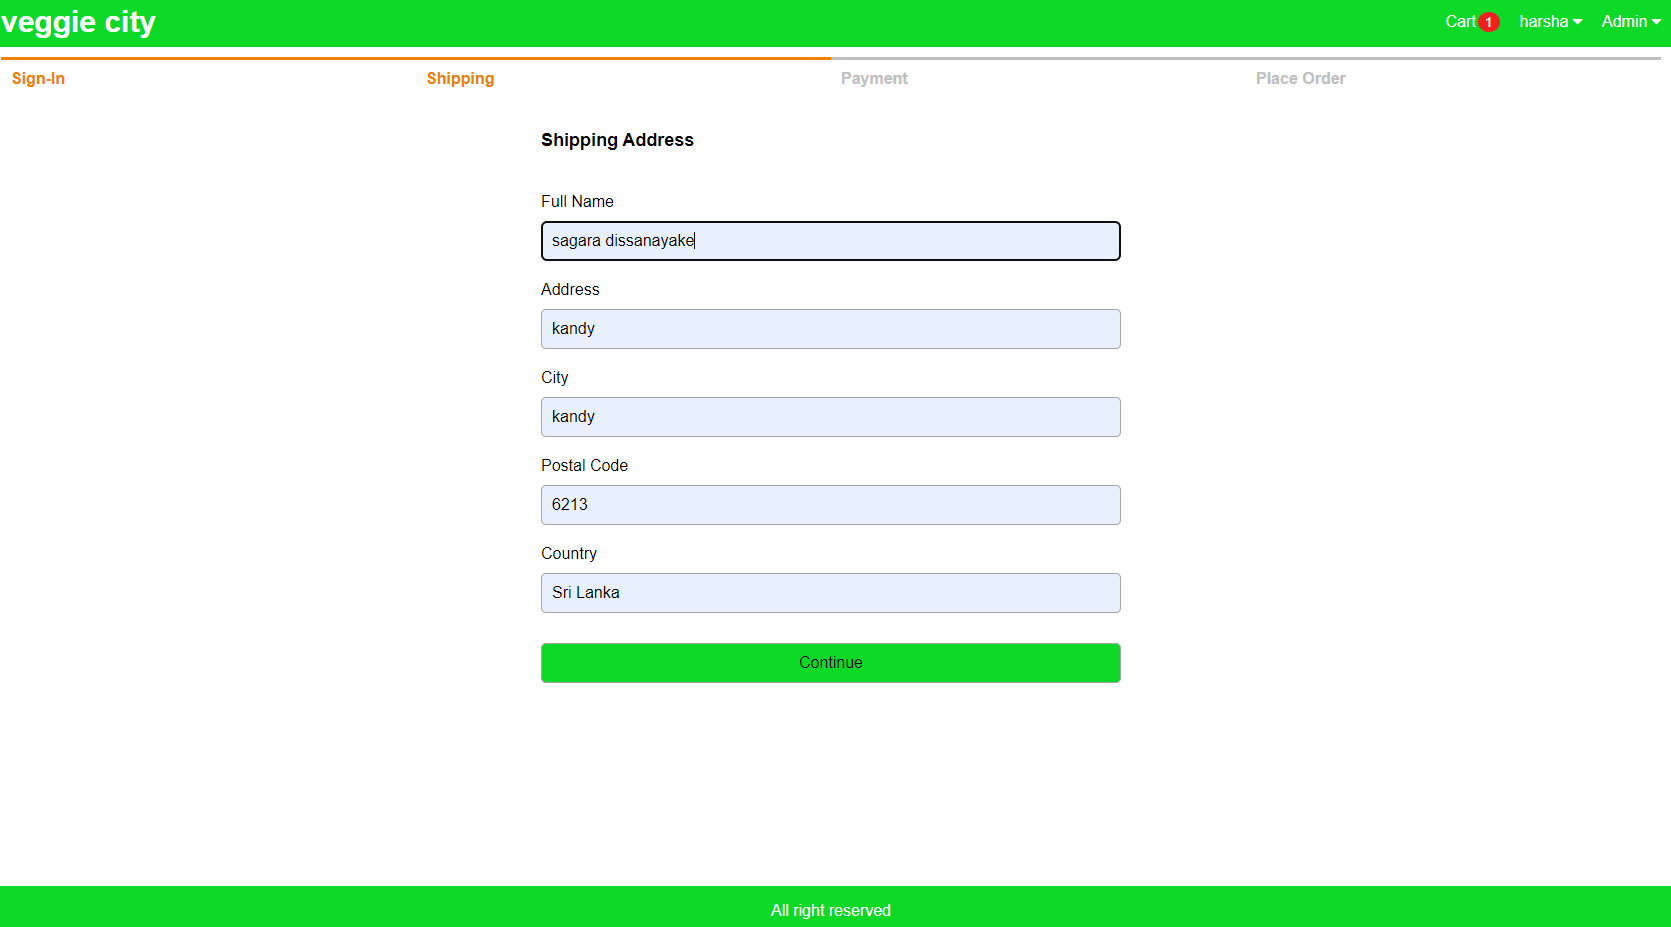 veggie city
Cart 1 harsha Admin
Sign-In Shipping Payment Place Order
Shipping Address
Full Name
sagara dissanayake
Address
kandy
City
kandy
Postal Code
6213
Country
Sri Lanka
Continue
All right reserved